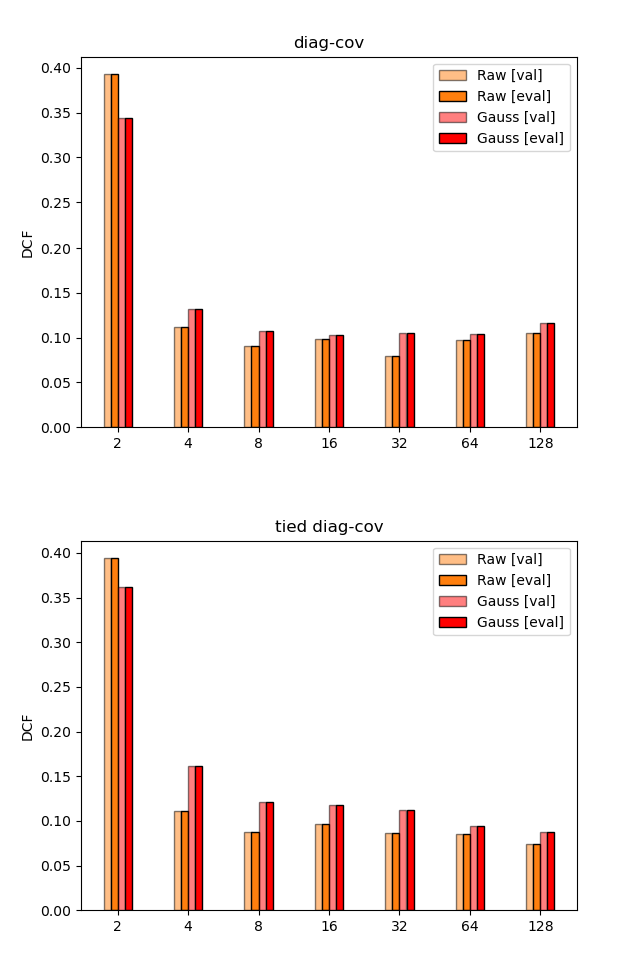 diag-cov
0.40
0.35
0.30
0.25
0.20
0.15
0.10
0.05
0.00
DCF
Raw [val]
Raw [eval]
Gauss [val]
Gauss [eval]
2 4 8 16 32 64 128
tied diag-cov
0.40
0.35
0.30
0.25
0.20
0.15
0.10
0.05
0.00
DCF
Raw [val]
Raw [eval]
Gauss [val]
Gauss [eval]
2 4 8 16 32 64 128